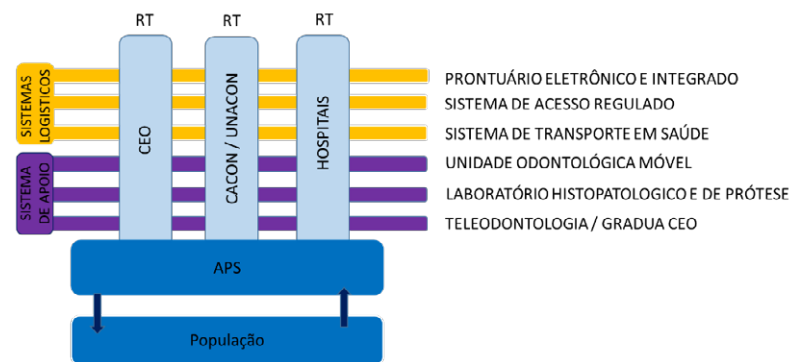 RT
RT
RT
SISTEMAS
LOGISTICOS
SISTEMA
DE APOIO
CEO
CACON / UNACON
HOSPITAIS
PRONTUÁRIO ELETRÔNICO E INTEGRADO
SISTEMA DE ACESSO REGULADO
SISTEMA DE TRANSPORTE EM SAÚDE
UNIDADE ODONTOLÓGICA MÓVEL
LABORATÓRIO HISTOPATOLOGICO E DE PRÓTESE
TELEODONTOLOGIA / GRADUA CEO
APS
População